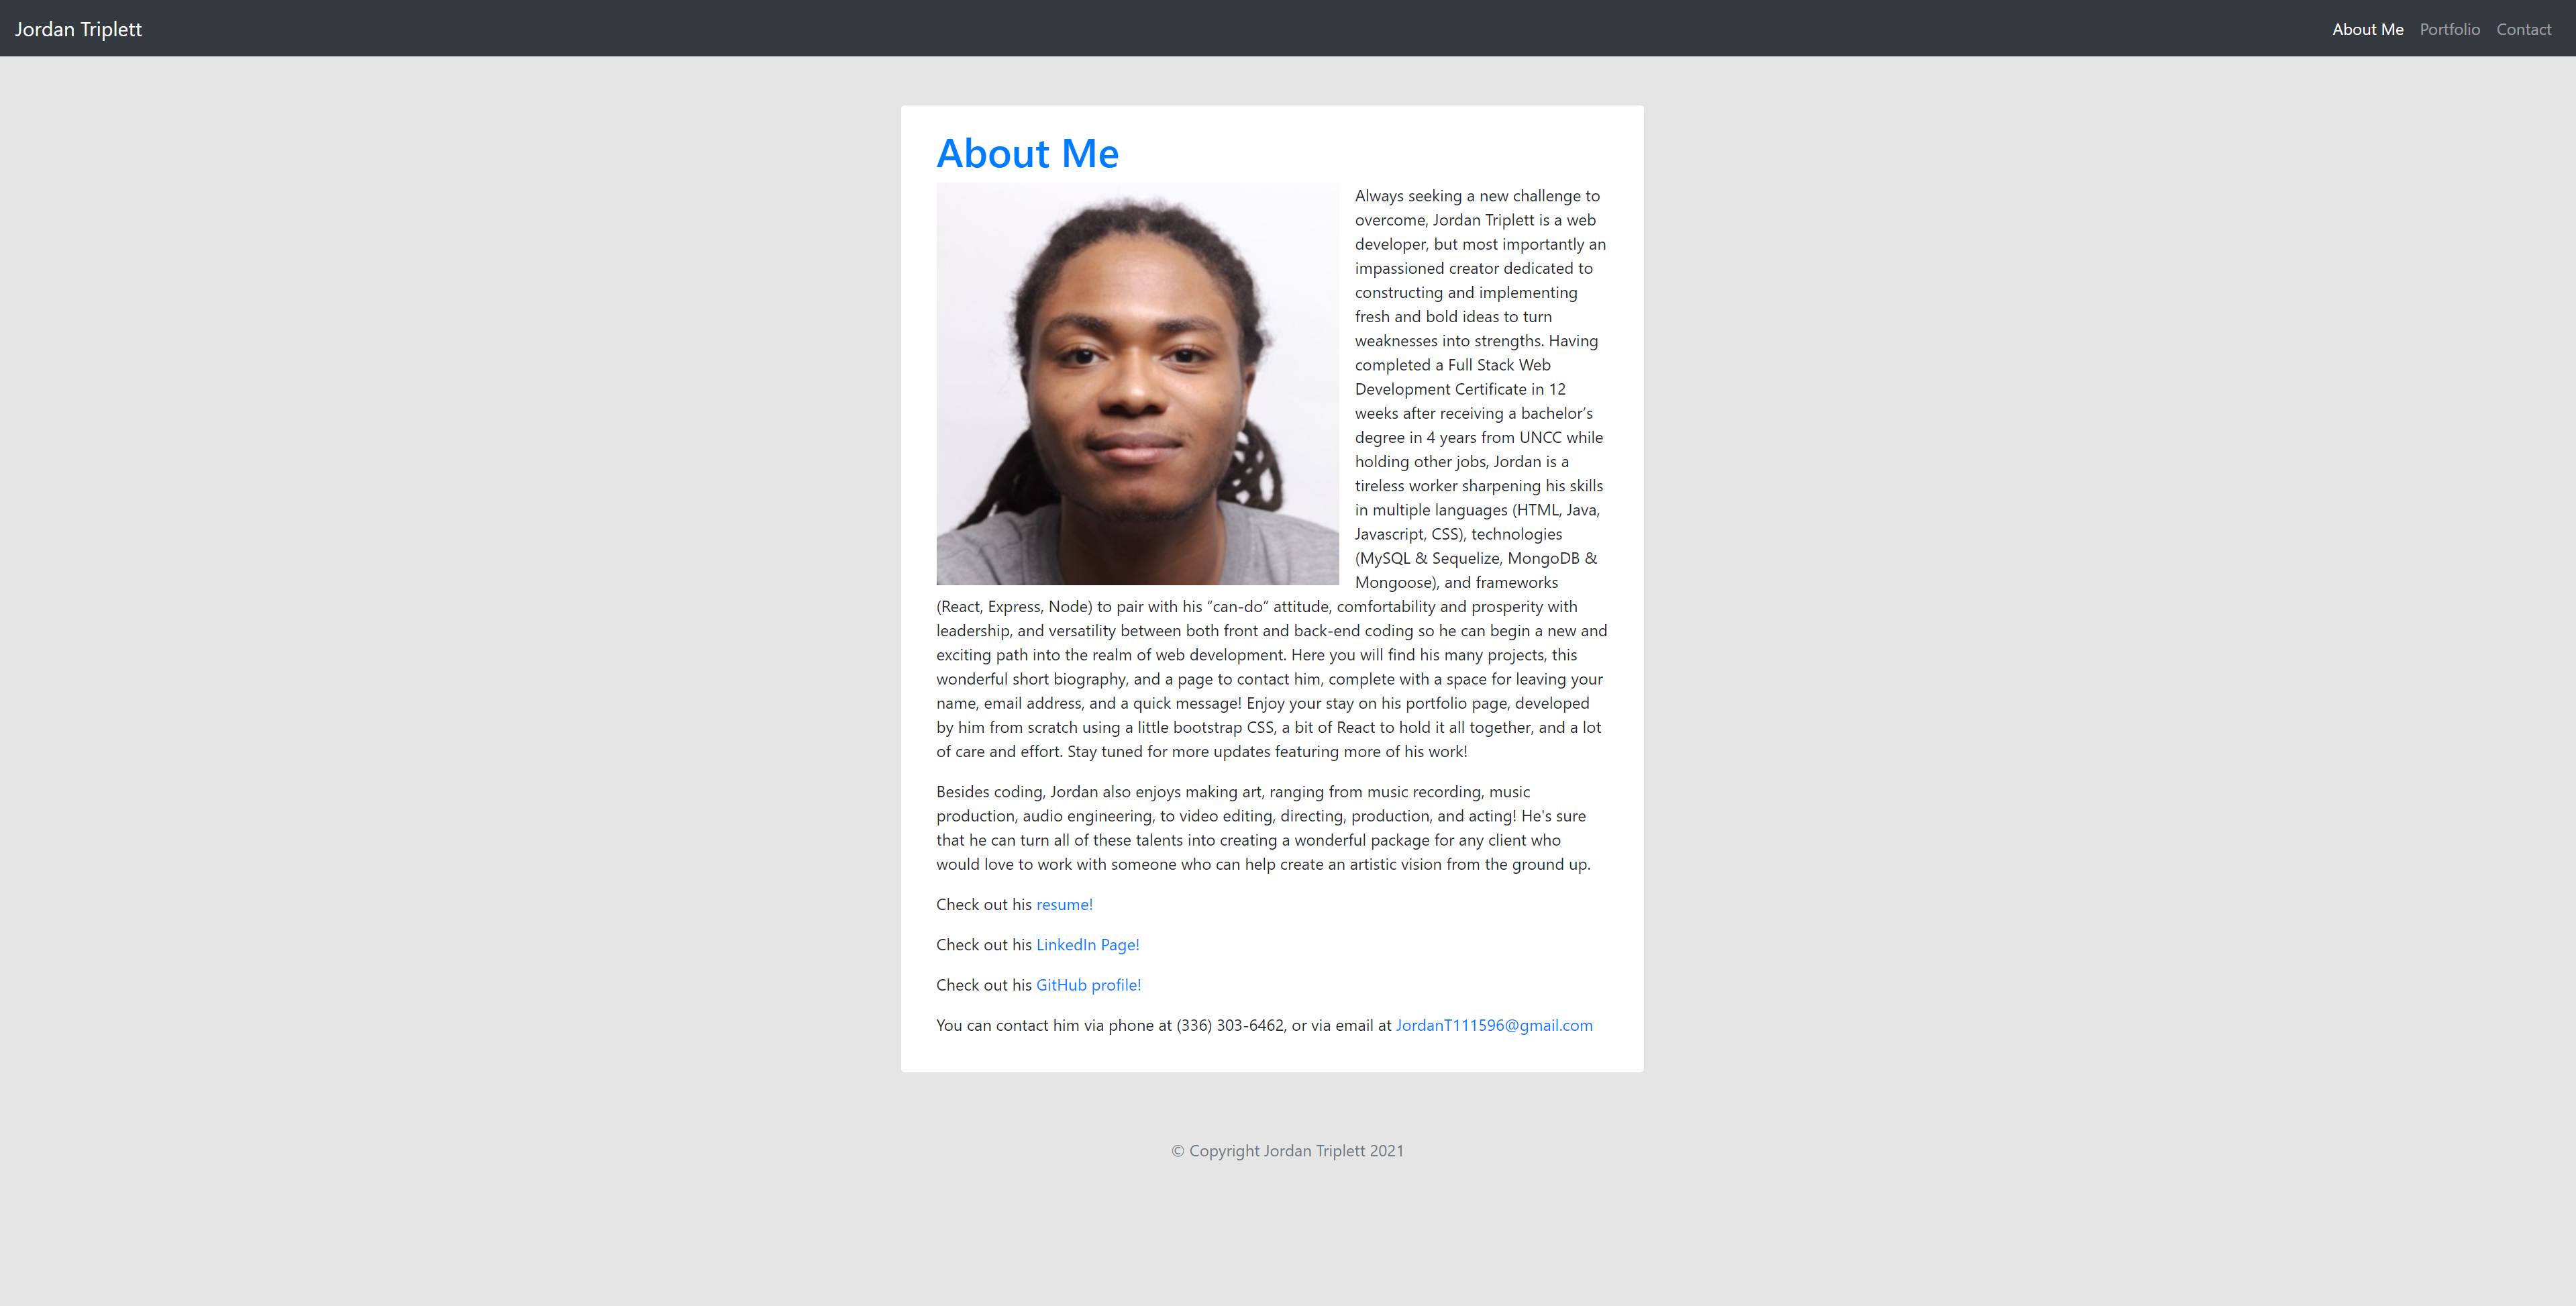 Jordan Triplett
About Me Portfolio Contact
About Me
Always seeking a new challenge to
overcome, Jordan Triplett is a web
developer, but most importantly an
impassioned creator dedicated to
constructing and implementing
fresh and bold ideas to turn
weaknesses into strengths. Having
completed a Full Stack Web
Development Certificate in 12
weeks after receiving a bachelor’s
degree in 4 years from UNCC while
holding other jobs, Jordan is a
tireless worker sharpening his skills
in multiple languages (HTML, Java,
Javascript, CSS), technologies
(MySQL & Sequelize, MongoDB &
Mongoose), and frameworks
(React, Express, Node) to pair with his “can-do” attitude, comfortability and prosperity with
leadership, and versatility between both front and back-end coding so he can begin a new and
exciting path into the realm of web development. Here you will find his many projects, this
wonderful short biography, and a page to contact him, complete with a space for leaving your
name, email address, and a quick message! Enjoy your stay on his portfolio page, developed
by him from scratch using a little bootstrap CSS, a bit of React to hold it all together, and a lot
of care and effort. Stay tuned for more updates featuring more of his work!
Besides coding, Jordan also enjoys making art, ranging from music recording, music
production, audio engineering, to video editing, directing, production, and acting! He's sure
that he can turn all of these talents into creating a wonderful package for any client who
would love to work with someone who can help create an artistic vision from the ground up.
Check out his resume!
Check out his LinkedIn Page!
Check out his GitHub profile!
You can contact him via phone at (336) 303-6462, or via email at JordanT111596@gmail.com
© Copyright Jordan Triplett 2021